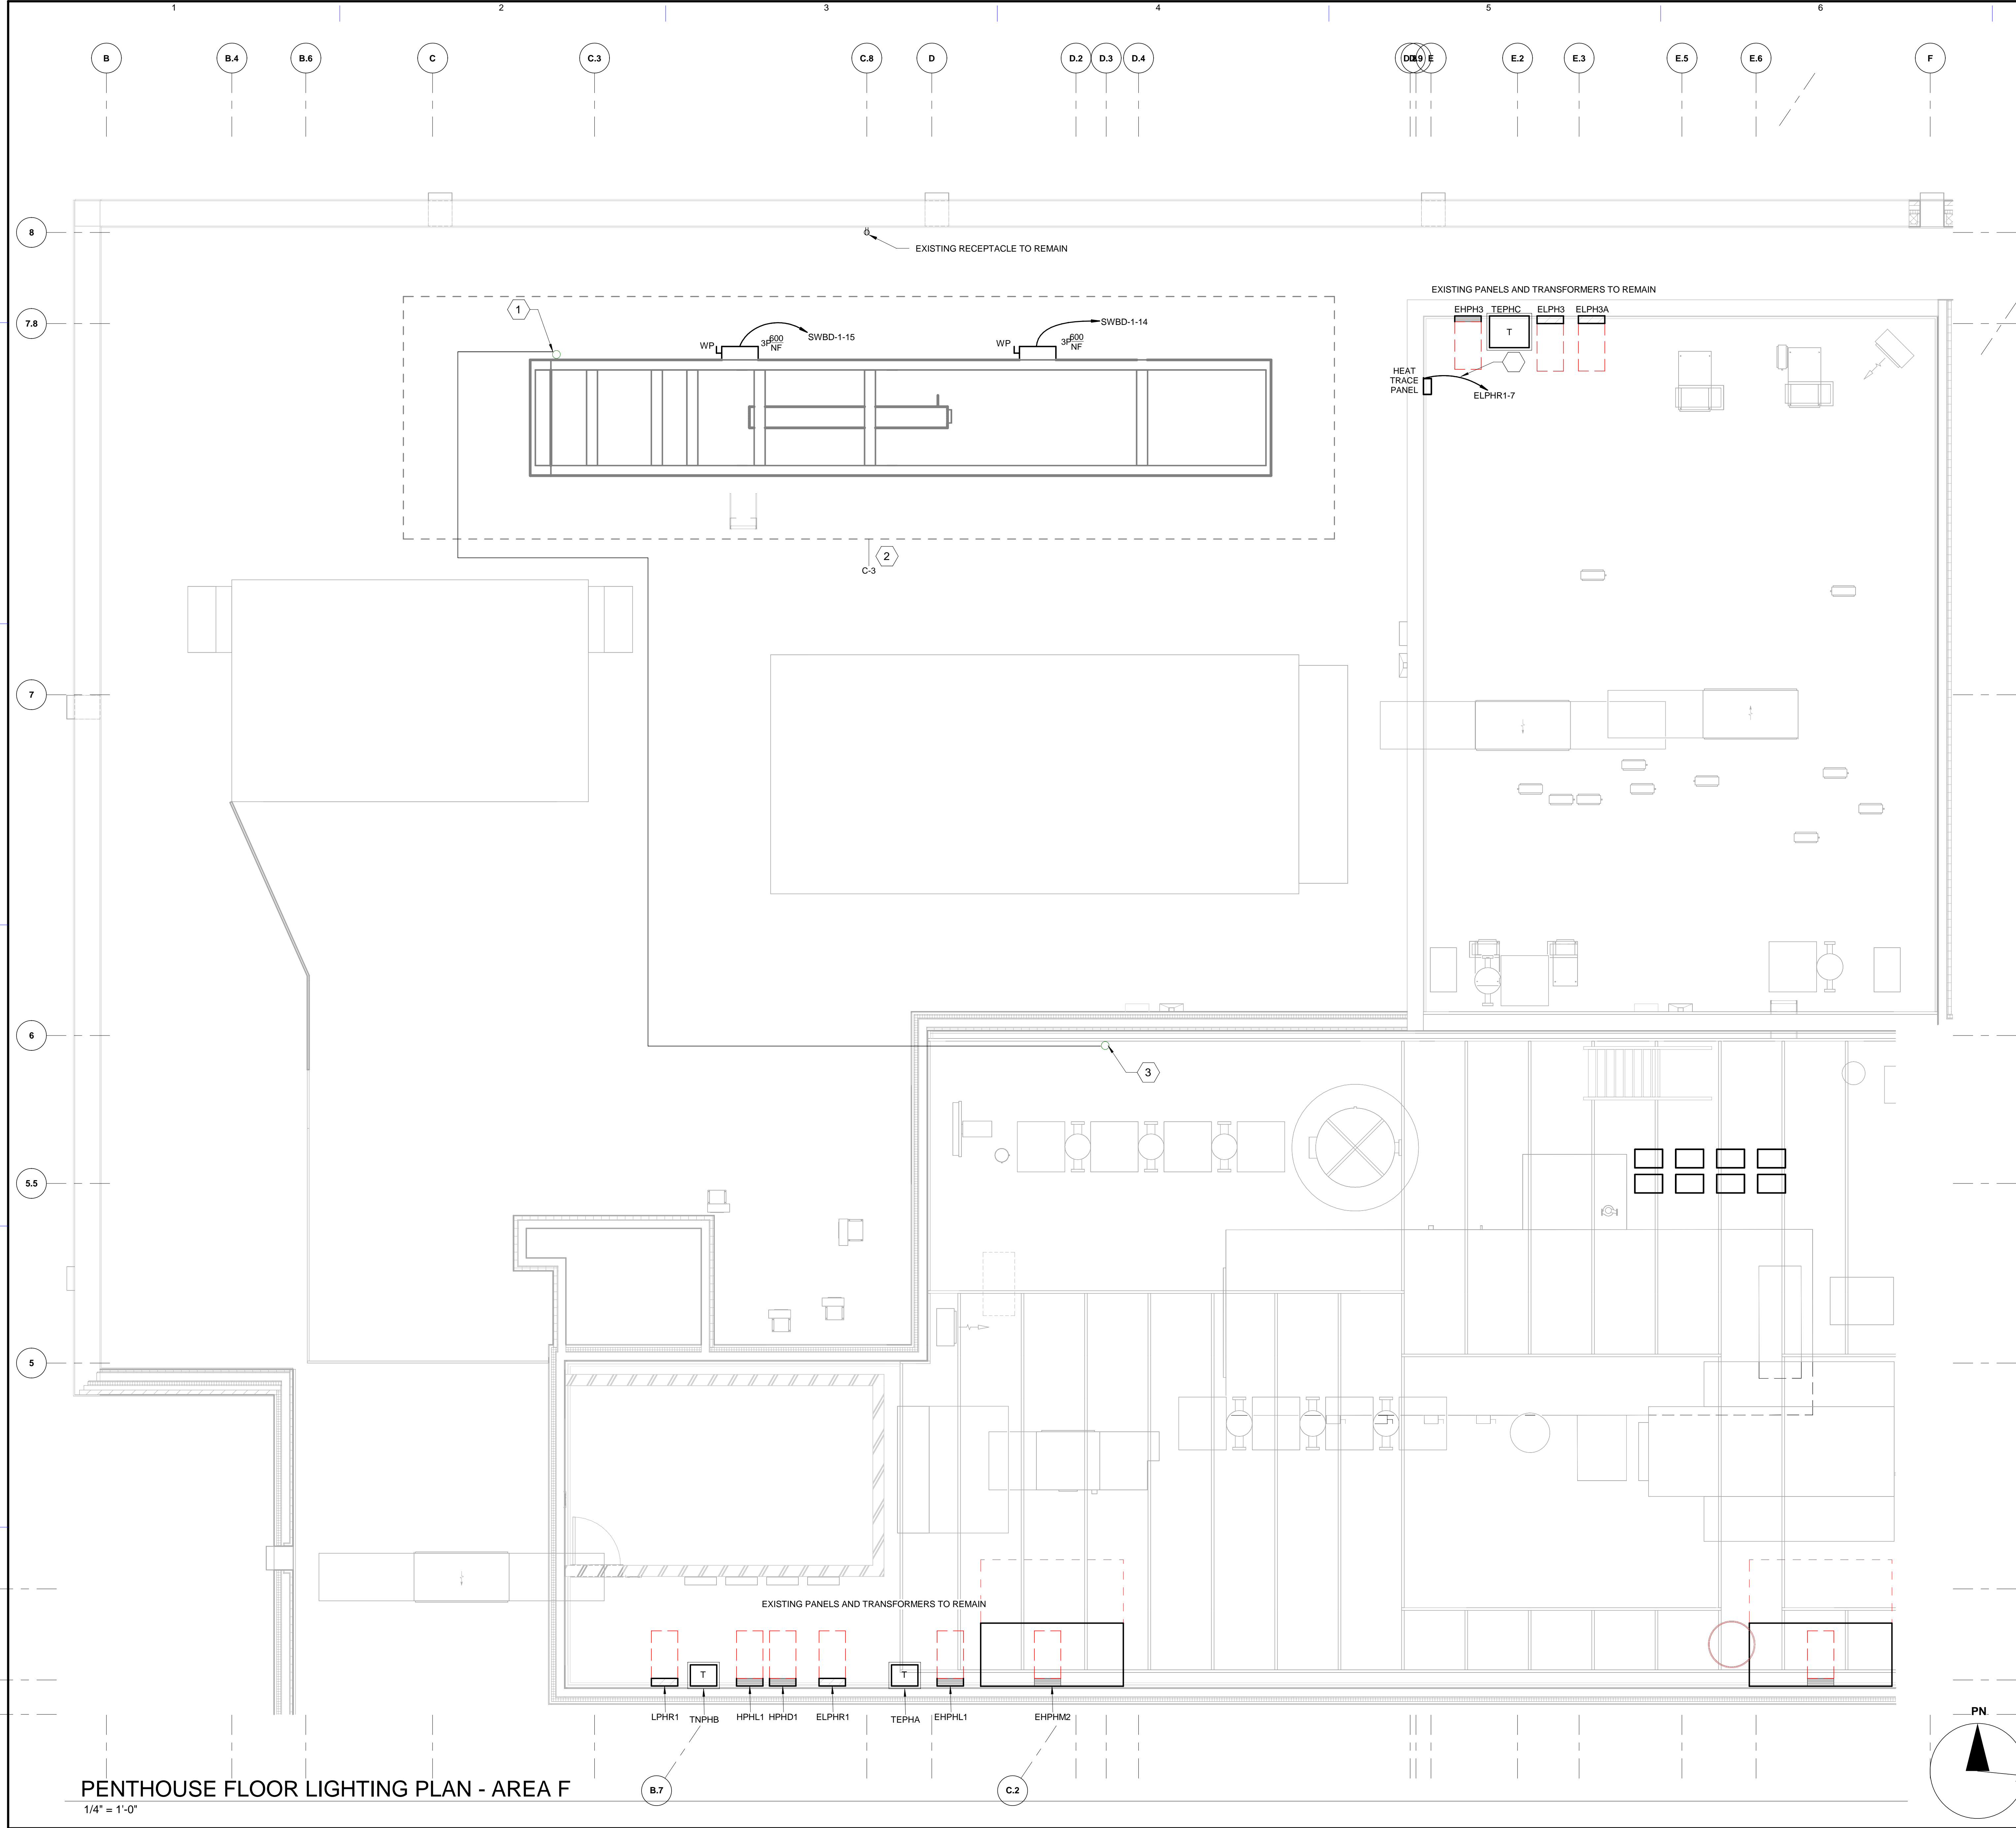 1 2 3 4 5 6
B B.4 B.6 C C.3 C.8 D D.2 D.3 D.4 E E.2 E.3 E.5 E.6 F
8
EXISTING RECEPTACLE TO REMAIN
EXISTING PANELS AND TRANSFORMERS TO REMAIN
1
7.8
EHPH3 TEPHC ELPH3 ELPH3A
T
WP
3P 600
NF
SWBD-1-15
WP
3P 600
NF
SWBD-1-14
HEAT
TRACE
PANEL
ELPHR1-7
2
C-3
7
6
3
5.5
5
EXISTING PANELS AND TRANSFORMERS TO REMAIN
T
T
LPHR1 TNPHB HPHL1 HPHD1 ELPHR1 TEPHA EHPHL1 EHPHM2
PN
B.7 C.2
PENTHOUSE FLOOR LIGHTING PLAN - AREA F
1/4" = 1'-0"